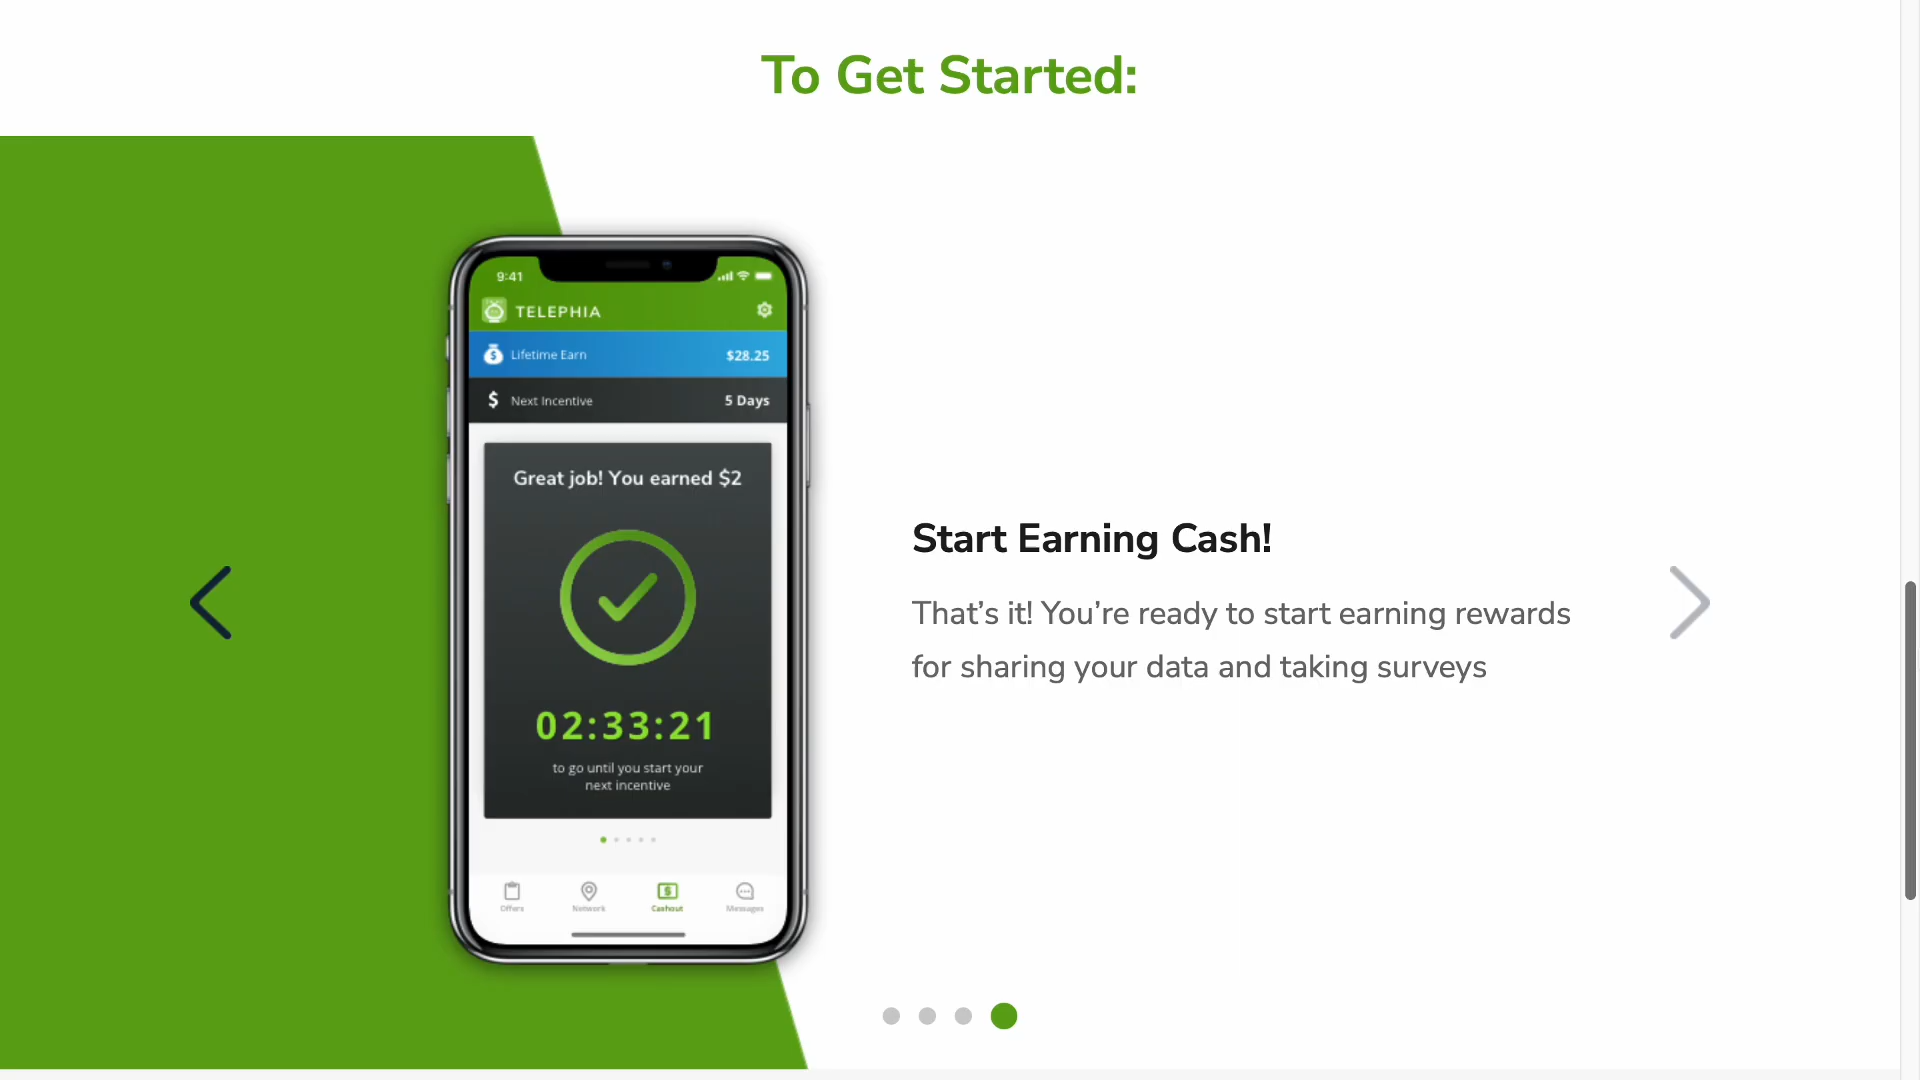 To Get Started:
9:41
TELEPHIA
Lifetime Earn $28.25
$ Next Incentive 5 Days
Great job! You earned $2
02:33:21
to go until you start your
next incentive
Offers Network Cashout Messages
Start Earning Cash!
That’s it! You’re ready to start earning rewards
for sharing your data and taking surveys